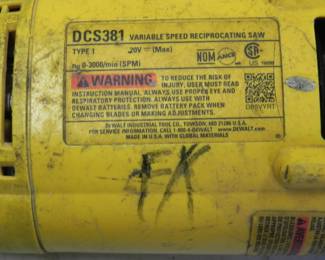 DCS381 VARIABLE SPEED RECIPROCATING SAW
TYPE 1 20V⎓ (Max) NOM ANCE US
n₀ 0-3000/min (SPM)
WARNING TO REDUCE THE RISK OF
INJURY, USER MUST READ
INSTRUCTION MANUAL. ALWAYS USE PROPER EYE AND
RESPIRATORY PROTECTION. ALWAYS USE WITH
DEWALT BATTERIES. REMOVE BATTERY PACK WHEN
CHANGING BLADES OR MAKING ADJUSTMENTS.
DEWALT INDUSTRIAL TOOL CO., TOWSON, MD 21286 U.S.A.
FOR SERVICE INFORMATION, CALL 1-800-4-DEWALT www.DEWALT.com
MADE IN U.S.A. WITH GLOBAL MATERIALS